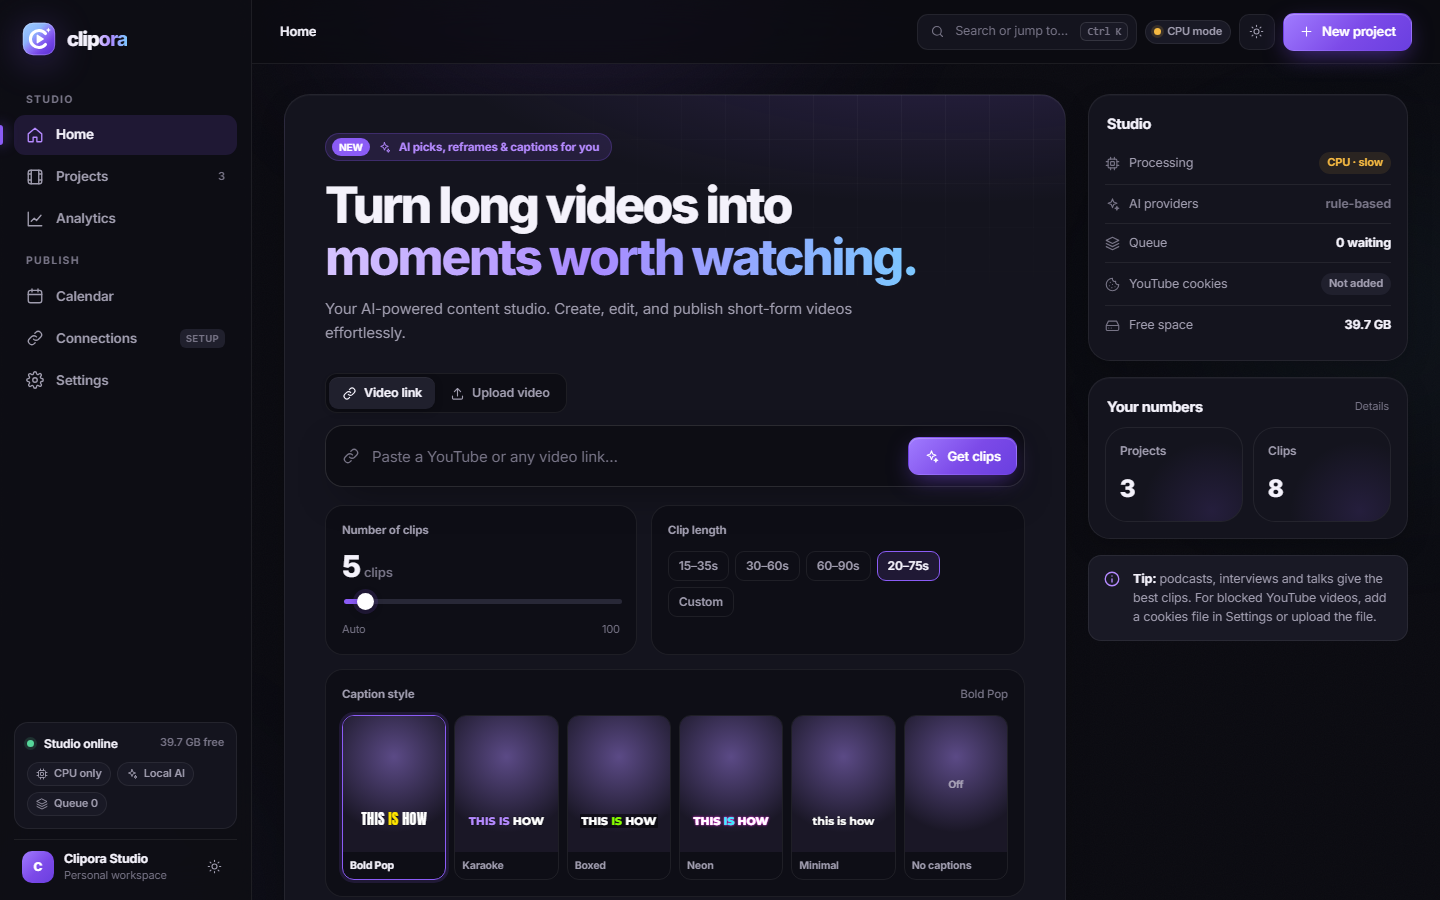 clipora
STUDIO
Home
Projects 3
Analytics
PUBLISH
Calendar
Connections SETUP
Settings
Studio online 39.7 GB free
CPU only Local AI
Queue 0
C
Clipora Studio
Personal workspace
Home
Search or jump to... Ctrl K
CPU mode
New project
NEW AI picks, reframes & captions for you
Turn long videos into
moments worth watching.
Your AI-powered content studio. Create, edit, and publish short-form videos
effortlessly.
Video link Upload video
Paste a YouTube or any video link... Get clips
Number of clips
5 clips
Auto 100
Clip length
15–35s 30–60s 60–90s 20–75s
Custom
Caption style Bold Pop
THIS IS HOW
Bold Pop
THIS IS HOW
Karaoke
THIS IS HOW
Boxed
THIS IS HOW
Neon
this is how
Minimal
Off
No captions
Studio
Processing CPU · slow
AI providers rule-based
Queue 0 waiting
YouTube cookies Not added
Free space 39.7 GB
Your numbers Details
Projects
3
Clips
8
Tip: podcasts, interviews and talks give the
best clips. For blocked YouTube videos, add
a cookies file in Settings or upload the file.